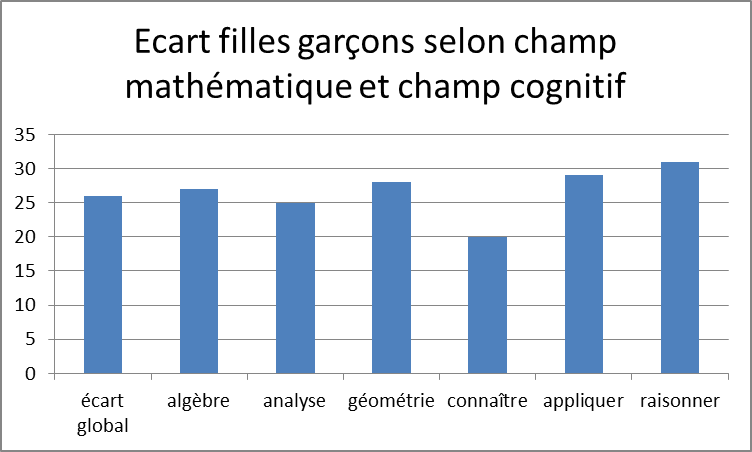 Ecart filles garçons selon champ
mathématique et champ cognitif
35
30
25
20
15
10
5
0
écart
global
algèbre
analyse
géométrie
connaître
appliquer
raisonner